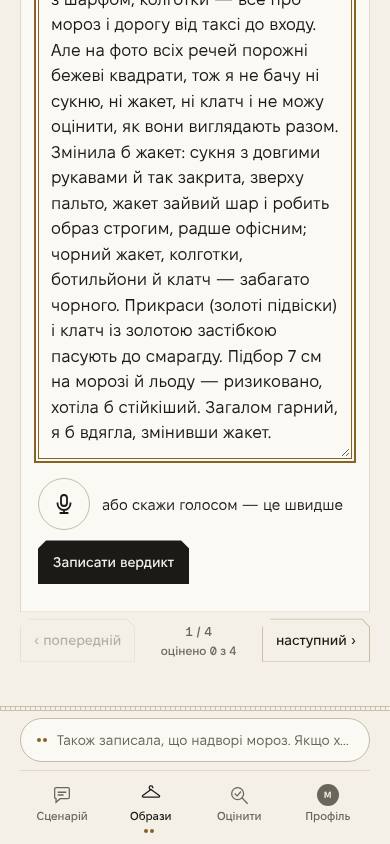 з шарфом, колготки — все про
мороз і дорогу від таксі до входу.
Але на фото всіх речей порожні
бежеві квадрати, тож я не бачу ні
сукню, ні жакет, ні клатч і не можу
оцінити, як вони виглядають разом.
Змінила б жакет: сукня з довгими
рукавами й так закрита, зверху
пальто, жакет зайвий шар і робить
образ строгим, радше офісним;
чорний жакет, колготки,
ботильйони й клатч — забагато
чорного. Прикраси (золоті підвіски)
і клатч із золотою застібкою
пасують до смарагду. Підбор 7 см
на морозі й льоду — ризиковано,
хотіла б стійкіший. Загалом гарний,
я б вдягла, змінивши жакет.
або скажи голосом — це швидше
Записати вердикт
‹ попередній
1 / 4
оцінено 0 з 4
наступний ›
Також записала, що надворі мороз. Якщо х...
Сценарій
Образи
Оцінити
М
Профіль